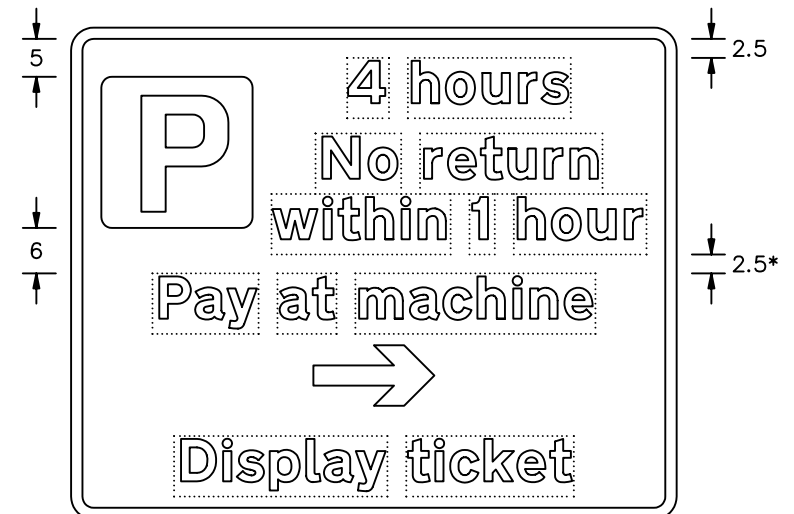 5
2.5
P
4 hours
No return
within 1 hour
6
2.5*
Pay at machine
Display ticket